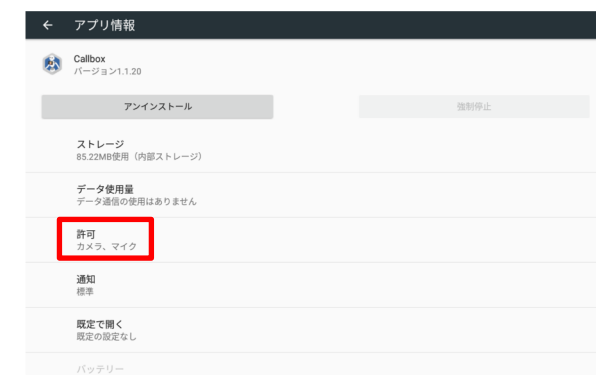 ← アプリ情報
Callbox
バージョン1.1.20
アンインストール
強制停止
ストレージ
85.22MB使用（内部ストレージ）
データ使用量
データ通信の使用はありません
許可
カメラ、マイク
通知
標準
既定で開く
既定の設定なし
バッテリー